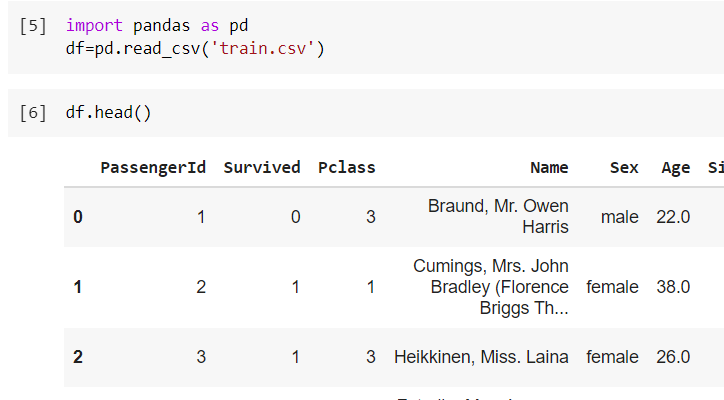 [5] import pandas as pd
df=pd.read_csv('train.csv')
[6] df.head()
PassengerId Survived Pclass Name Sex Age Si
0 1 0 3 Braund, Mr. Owen Harris male 22.0
1 2 1 1 Cumings, Mrs. John Bradley (Florence Briggs Th... female 38.0
2 3 1 3 Heikkinen, Miss. Laina female 26.0